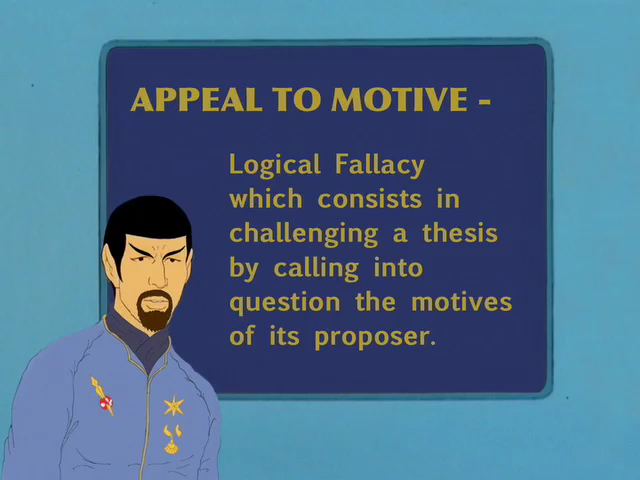 APPEAL TO MOTIVE -
Logical Fallacy
which consists in
challenging a thesis
by calling into
question the motives
of its proposer.